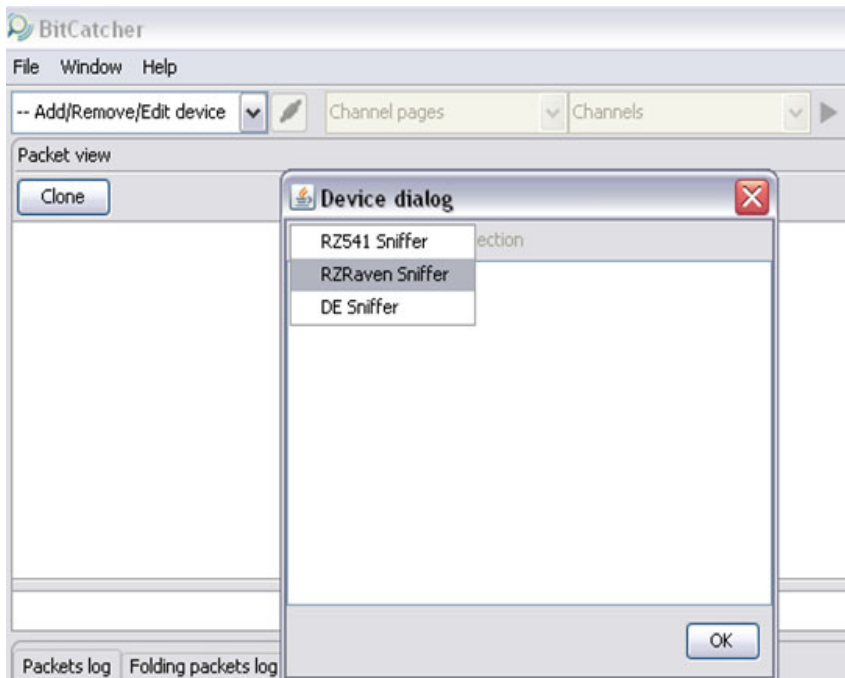 BitCatcher
File Window Help
-- Add/Remove/Edit device Channel pages Channels
Packet view
Clone
Device dialog
RZ541 Sniffer
ection
RZRaven Sniffer
DE Sniffer
OK
Packets log Folding packets log